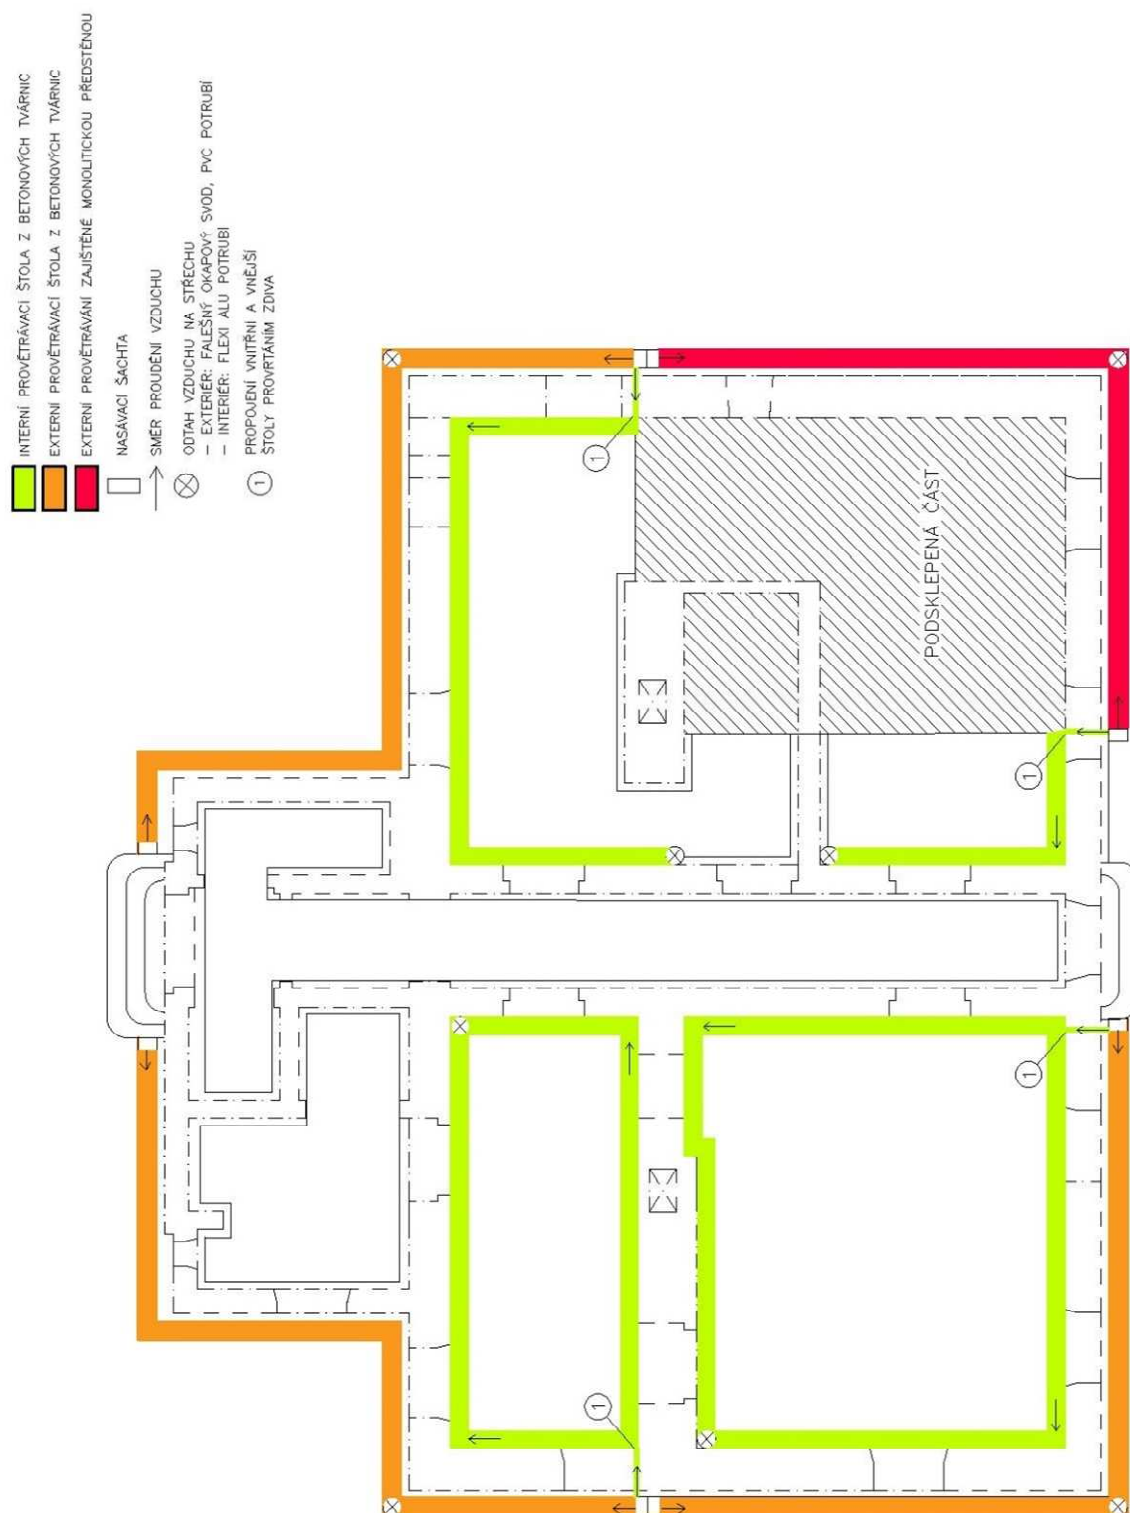 INTERNÍ PROVĚTRÁVACÍ ŠTOLA Z BETONOVÝCH TVÁRNIC
EXTERNÍ PROVĚTRÁVACÍ ŠTOLA Z BETONOVÝCH TVÁRNIC
EXTERNÍ PROVĚTRÁVÁNÍ ZAJIŠTĚNÉ MONOLITICKOU PŘEDSTĚNOU
NASÁVACÍ ŠACHTA
SMĚR PROUDĚNÍ VZDUCHU
ODTAH VZDUCHU NA STŘECHU
– EXTERIÉR: FALEŠNÝ OKAPOVÝ SVOD, PVC POTRUBÍ
– INTERIÉR: FLEXI ALU POTRUBÍ
1 PROPOJENÍ VNITŘNÍ A VNĚJŠÍ
ŠTOLY PROVRTÁNÍM ZDIVA
1
1
PODSKLEPENÁ ČÁST
1
1